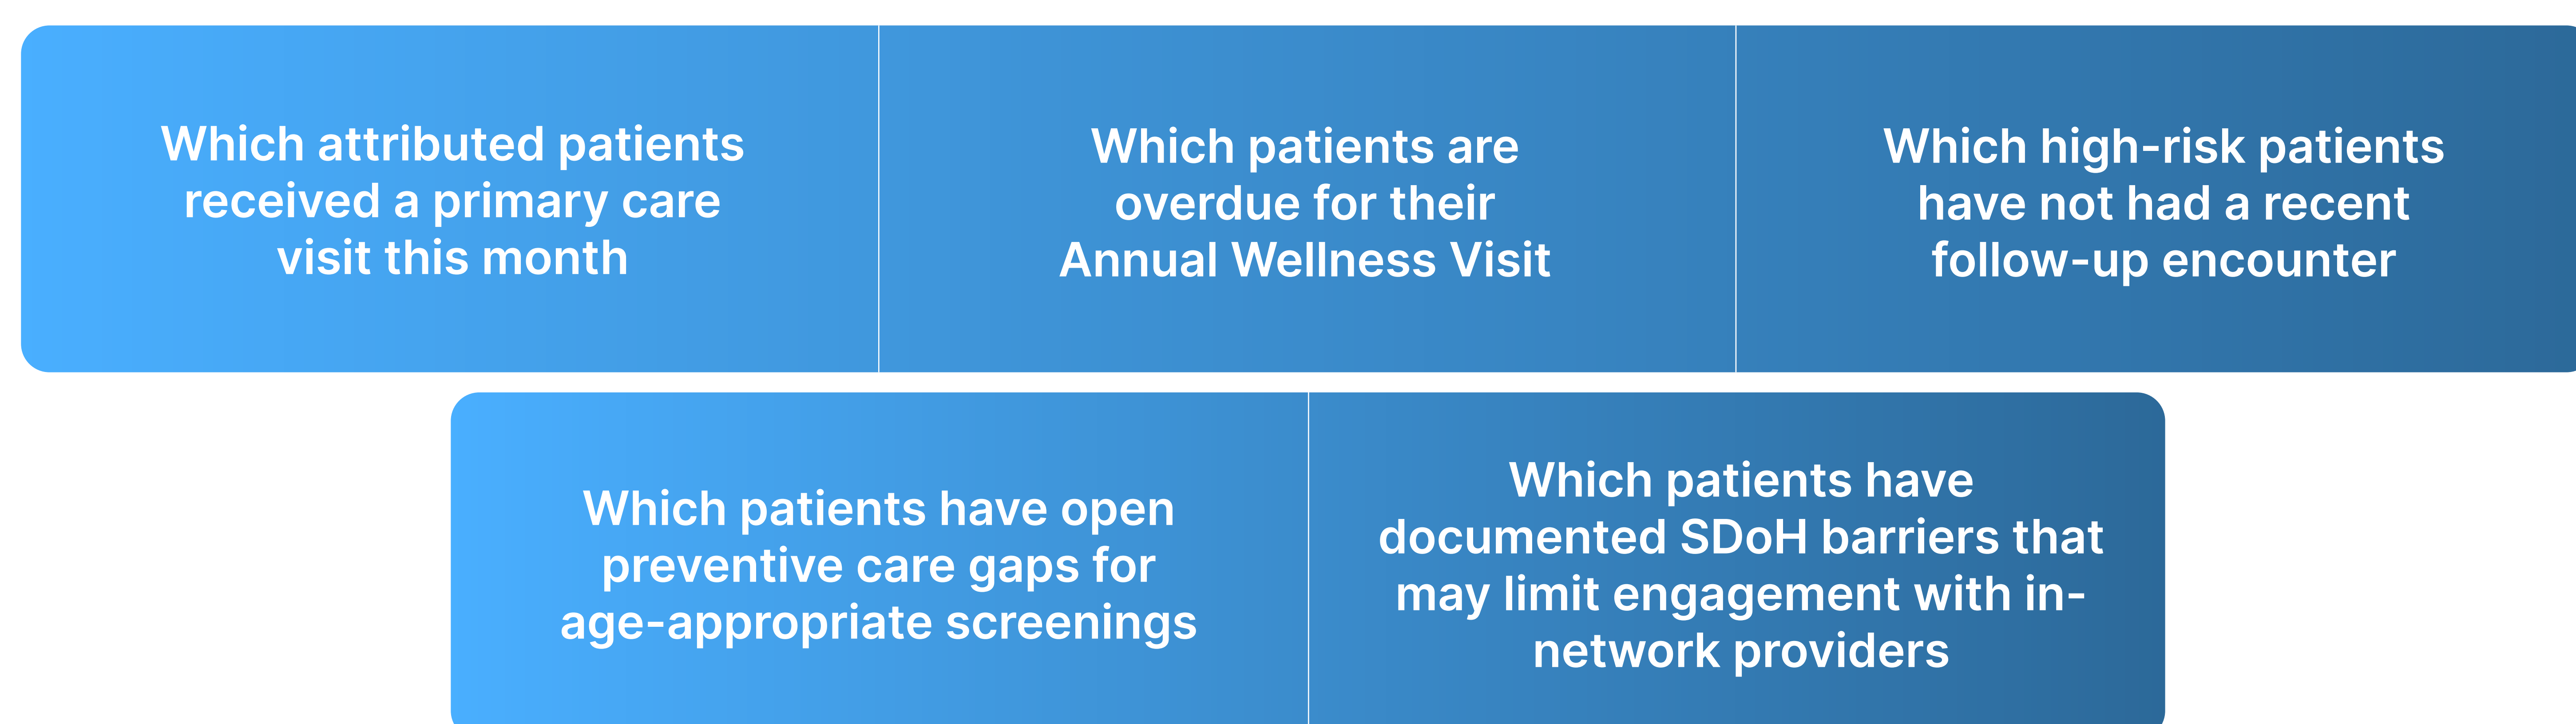 Which attributed patients
received a primary care
visit this month
Which patients are
overdue for their
Annual Wellness Visit
Which high-risk patients
have not had a recent
follow-up encounter
Which patients have open
preventive care gaps for
age-appropriate screenings
Which patients have
documented SDoH barriers that
may limit engagement with in-
network providers